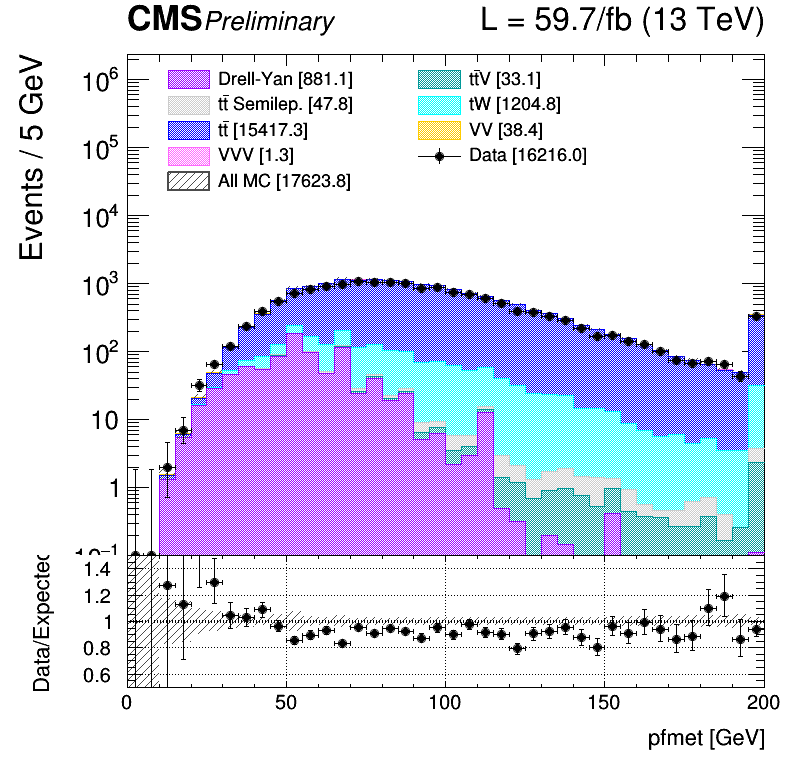 CMS Preliminary L = 59.7/fb (13 TeV)
Events / 5 GeV
Drell-Yan [881.1]
tt̄ Semilep. [47.8]
tt̄ [15417.3]
VVV [1.3]
All MC [17623.8]
tt̄V [33.1]
tW [1204.8]
VV [38.4]
Data [16216.0]
10⁶
10⁵
10⁴
10³
10²
10
1
10⁻¹
Data/Expected
1.4
1.2
1
0.8
0.6
0 50 100 150 200
pfmet [GeV]